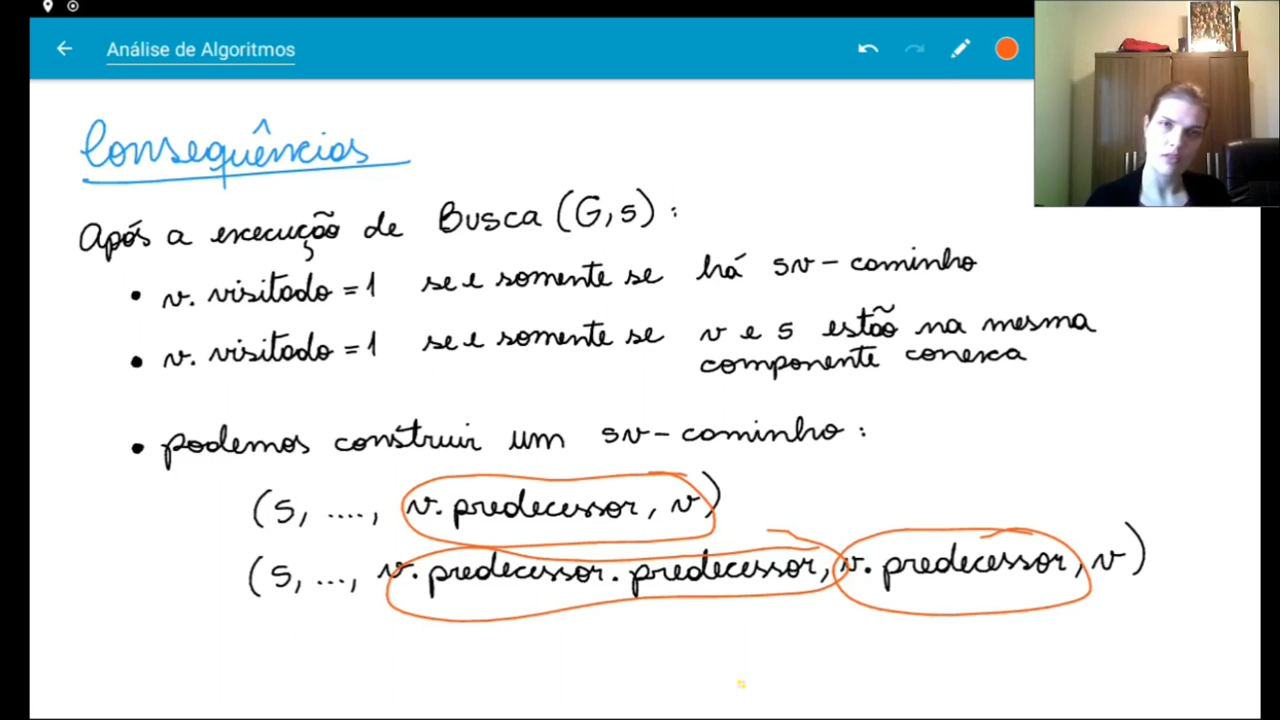 Análise de Algoritmos
Consequências
Após a execução de Busca (G, s) :
• v. visitado = 1 se e somente se há sv - caminho
• v. visitado = 1 se e somente se v e s estão na mesma
componente conexa
• podemos construir um sv - caminho :
(s, ...., v. predecessor, v)
(s, ..., v. predecessor. predecessor, v. predecessor, v)